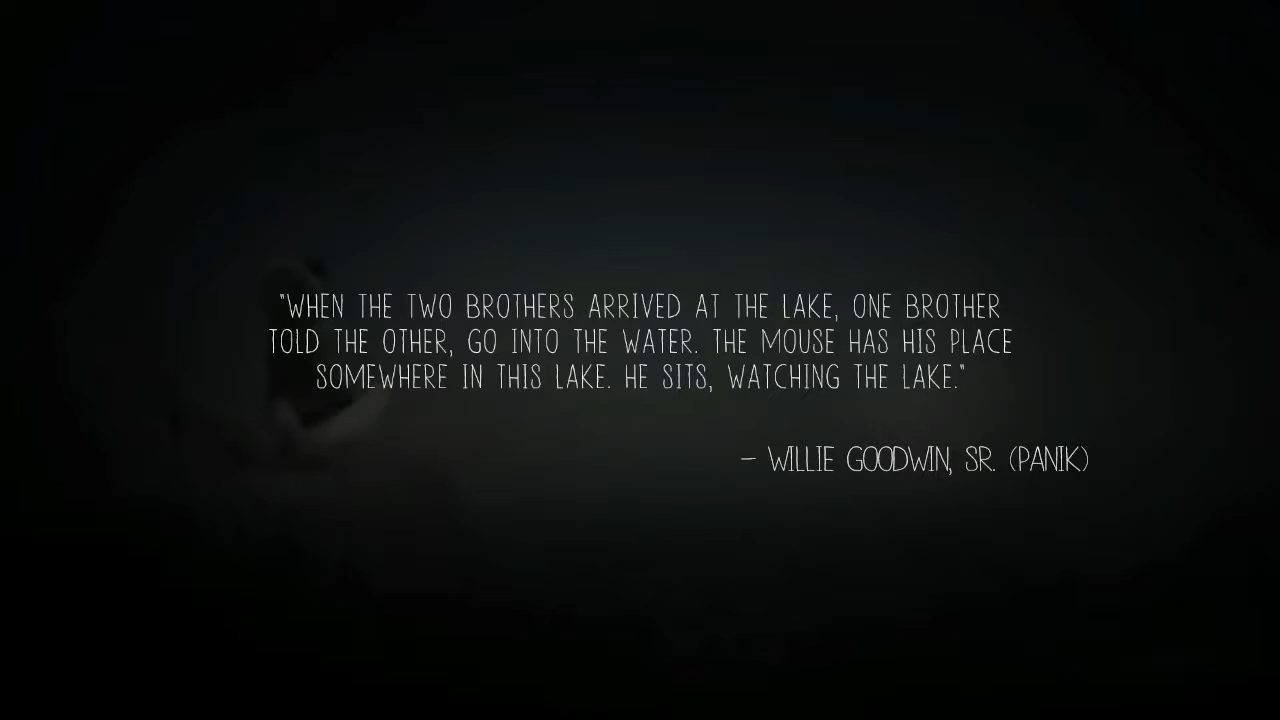 "WHEN THE TWO BROTHERS ARRIVED AT THE LAKE, ONE BROTHER
TOLD THE OTHER, GO INTO THE WATER. THE MOUSE HAS HIS PLACE
SOMEWHERE IN THIS LAKE. HE SITS, WATCHING THE LAKE."
– WILLIE GOODWIN, SR. (PANIK)